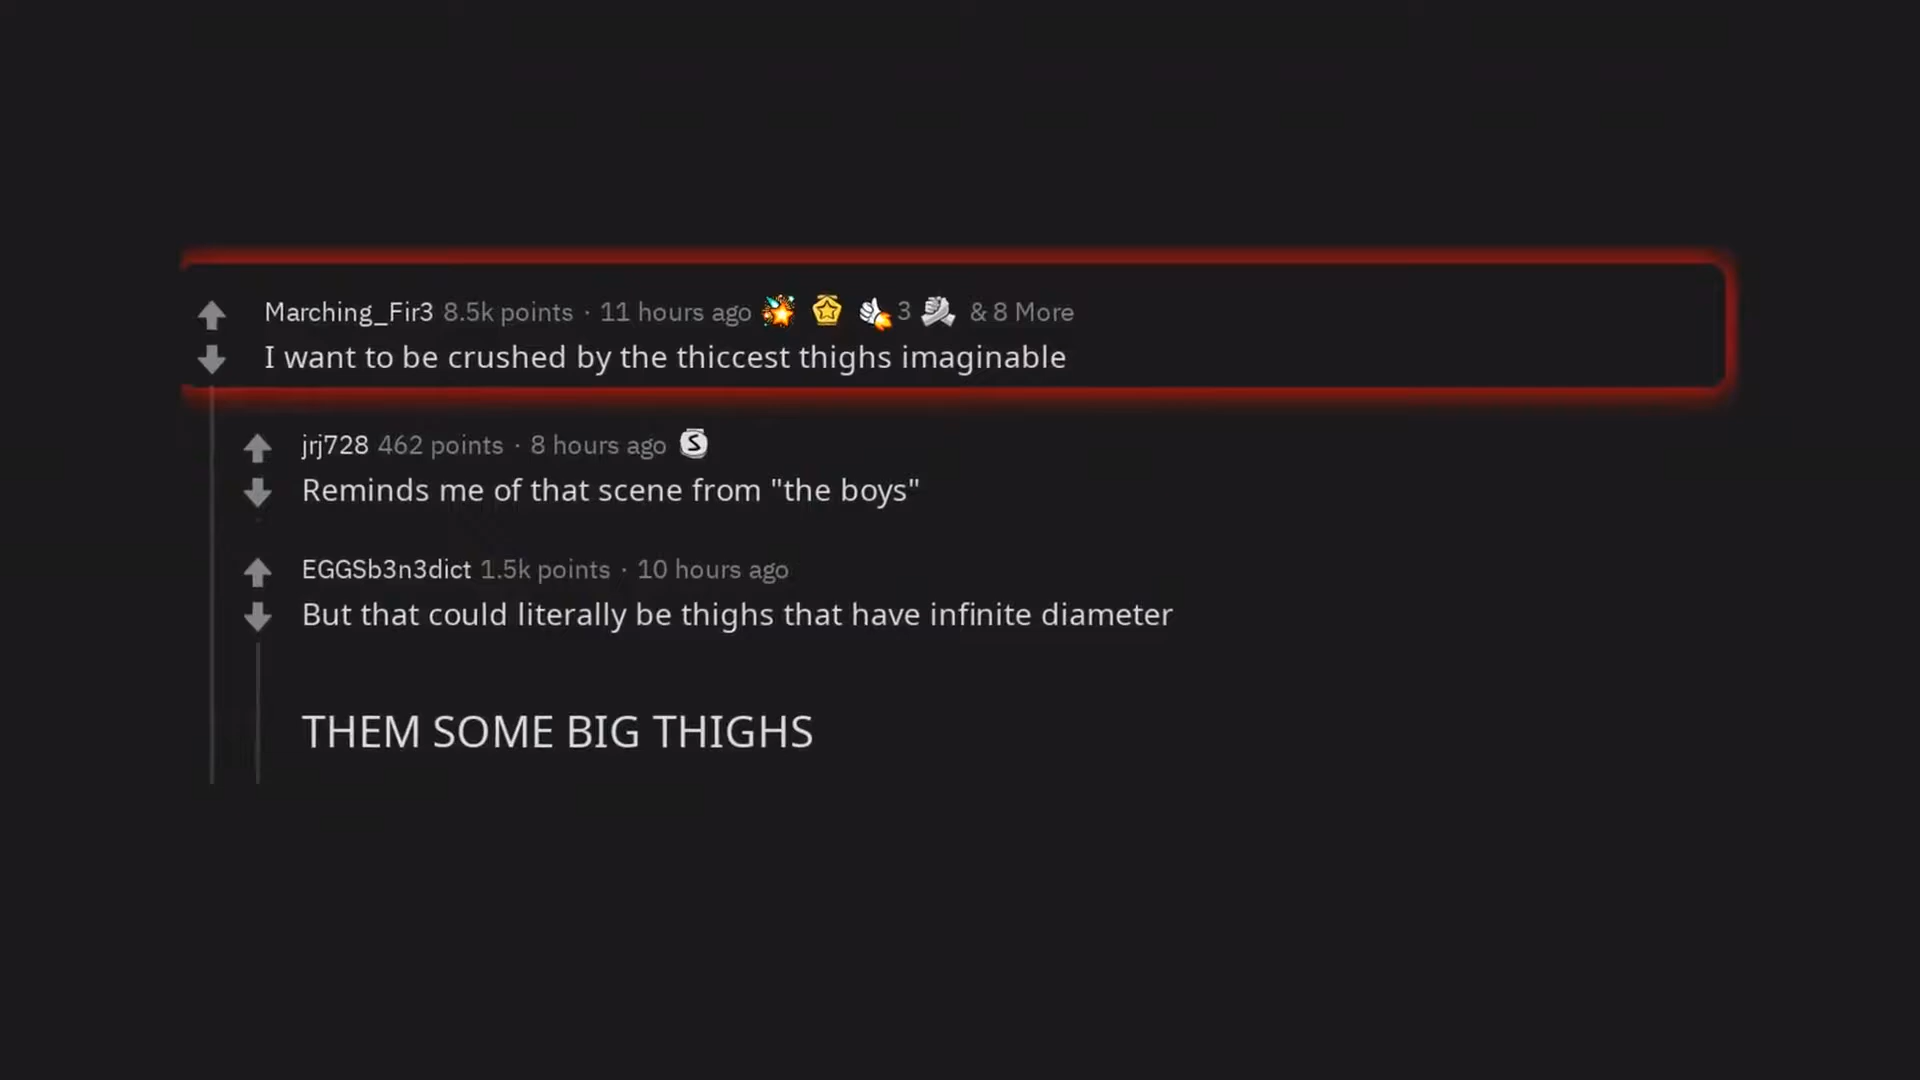 Marching_Fir3 8.5k points · 11 hours ago 3 & 8 More
I want to be crushed by the thiccest thighs imaginable
jrj728 462 points · 8 hours ago S
Reminds me of that scene from "the boys"
EGGSb3n3dict 1.5k points · 10 hours ago
But that could literally be thighs that have infinite diameter
THEM SOME BIG THIGHS